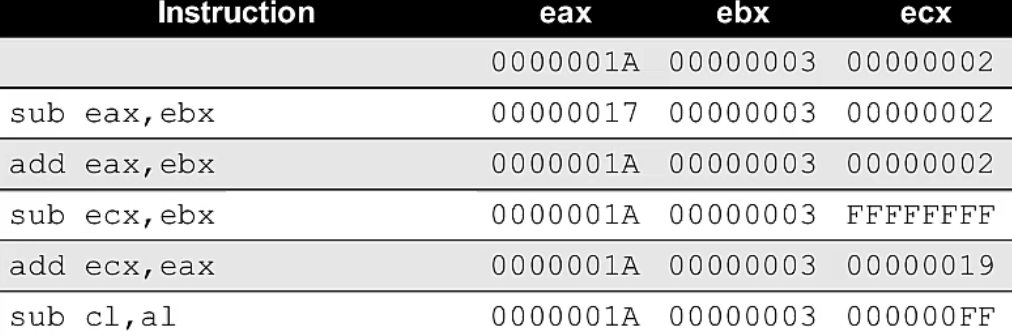 Instruction eax ebx ecx
0000001A 00000003 00000002
sub eax,ebx 00000017 00000003 00000002
add eax,ebx 0000001A 00000003 00000002
sub ecx,ebx 0000001A 00000003 FFFFFFFF
add ecx,eax 0000001A 00000003 00000019
sub cl,al 0000001A 00000003 000000FF